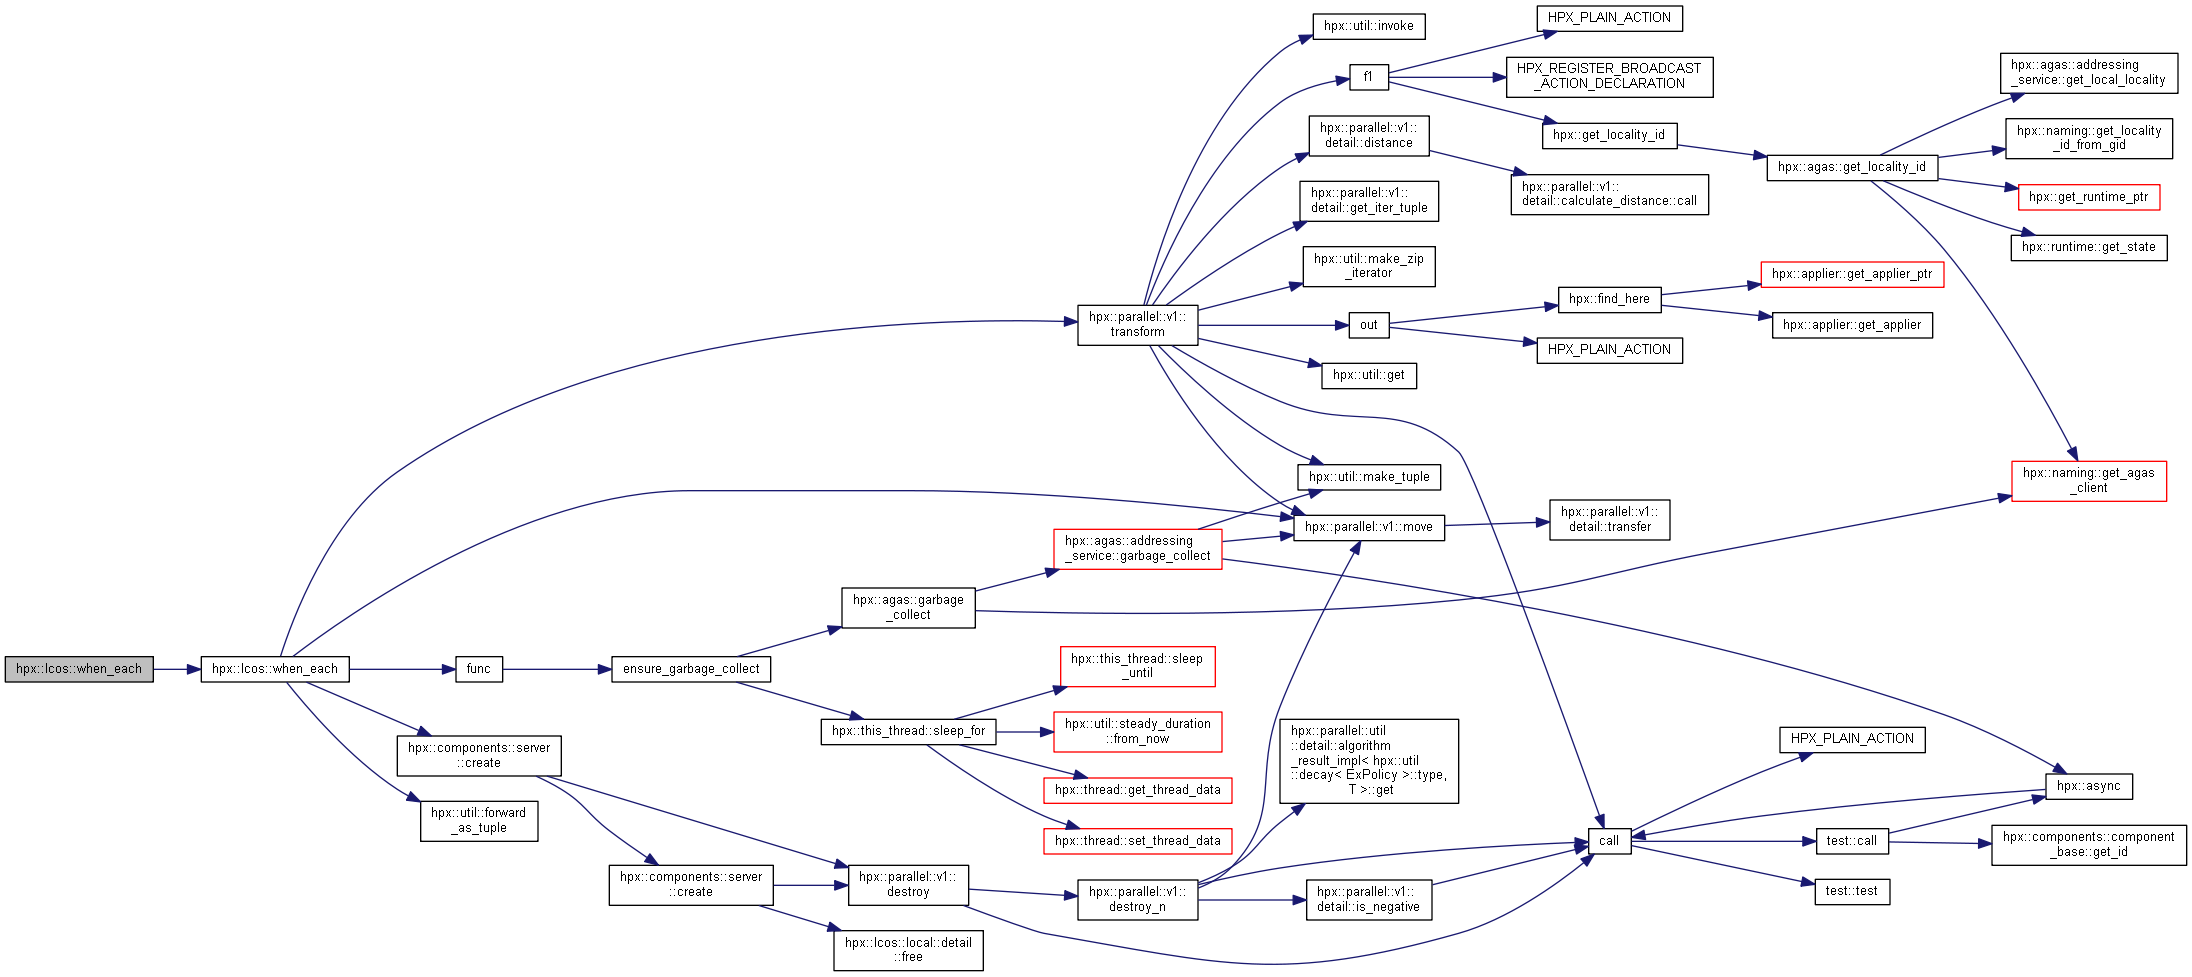 hpx::lcos::when_each
hpx::lcos::when_each
hpx::parallel::v1::
transform
hpx::util::invoke
f1
HPX_PLAIN_ACTION
HPX_REGISTER_BROADCAST
_ACTION_DECLARATION
hpx::get_locality_id
hpx::agas::get_locality_id
hpx::agas::addressing
_service::get_local_locality
hpx::naming::get_locality
_id_from_gid
hpx::get_runtime_ptr
hpx::runtime::get_state
hpx::naming::get_agas
_client
hpx::parallel::v1::
detail::distance
hpx::parallel::v1::
detail::calculate_distance::call
hpx::parallel::v1::
detail::get_iter_tuple
hpx::util::make_zip
_iterator
out
hpx::find_here
hpx::applier::get_applier_ptr
hpx::applier::get_applier
HPX_PLAIN_ACTION
hpx::util::get
hpx::util::make_tuple
hpx::parallel::v1::move
hpx::parallel::v1::
detail::transfer
func
ensure_garbage_collect
hpx::agas::garbage
_collect
hpx::agas::addressing
_service::garbage_collect
hpx::this_thread::sleep_for
hpx::this_thread::sleep
_until
hpx::util::steady_duration
::from_now
hpx::thread::get_thread_data
hpx::thread::set_thread_data
hpx::components::server
::create
hpx::util::forward
_as_tuple
hpx::components::server
::create
hpx::parallel::v1::
destroy
hpx::lcos::local::detail
::free
hpx::parallel::v1::
destroy_n
hpx::parallel::util
::detail::algorithm
_result_impl< hpx::util
::decay< ExPolicy >::type,
T >::get
hpx::parallel::v1::
detail::is_negative
call
HPX_PLAIN_ACTION
test::call
test::test
hpx::async
hpx::components::component
_base::get_id